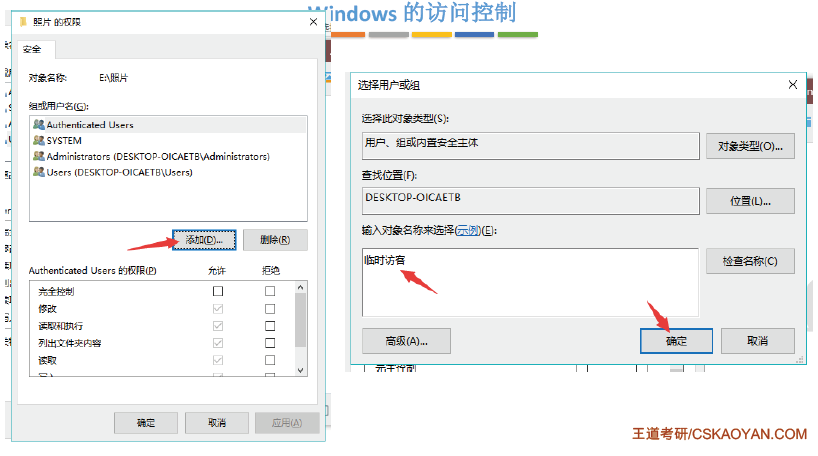 Windows 的访问控制
照片 的权限
安全
对象名称: E:\照片
组或用户名(G):
Authenticated Users
SYSTEM
Administrators (DESKTOP-OICAETB\Administrators)
Users (DESKTOP-OICAETB\Users)
添加(D)...
删除(R)
Authenticated Users 的权限(P) 允许 拒绝
完全控制
修改
读取和执行
列出文件夹内容
读取
确定 取消 应用(A)
选择用户或组
选择此对象类型(S):
用户、组或内置安全主体
对象类型(O)...
查找位置(F):
DESKTOP-OICAETB
位置(L)...
输入对象名称来选择(示例)(E):
临时访客
检查名称(C)
高级(A)...
确定
取消
王道考研/CSKAOYAN.COM